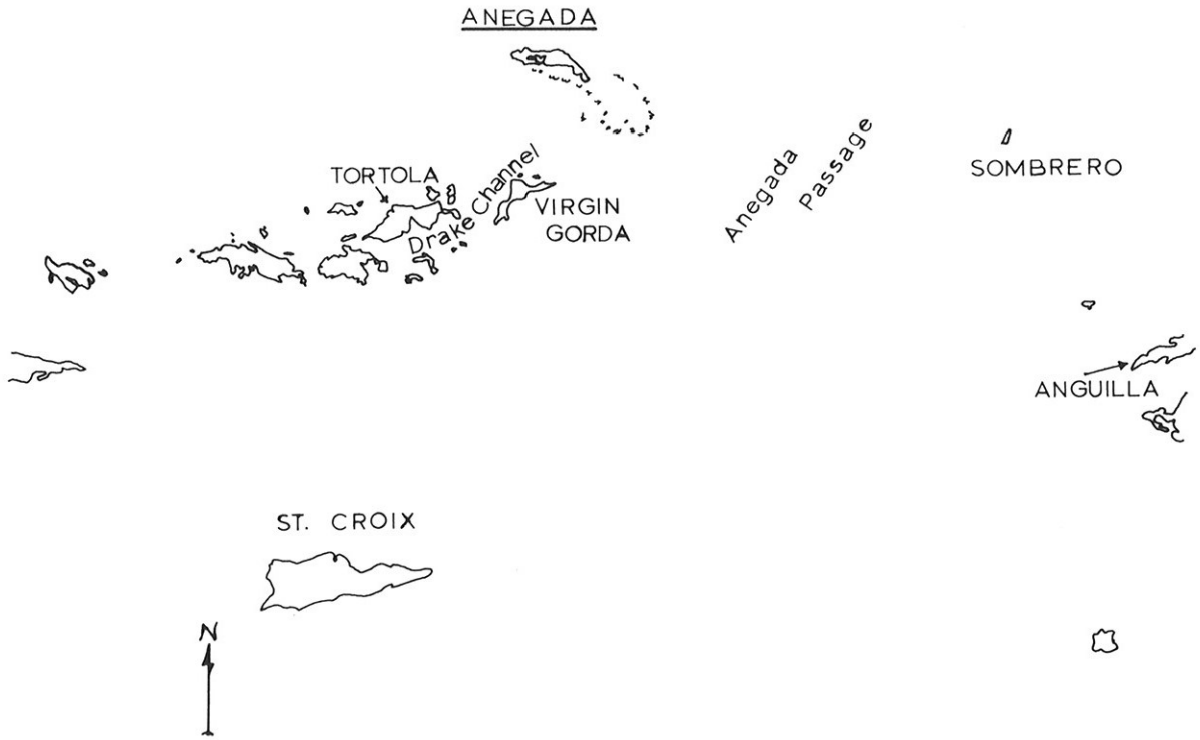 ANEGADA
TORTOLA
Drake Channel
VIRGIN
GORDA
Anegada
Passage
SOMBRERO
ANGUILLA
ST. CROIX
N